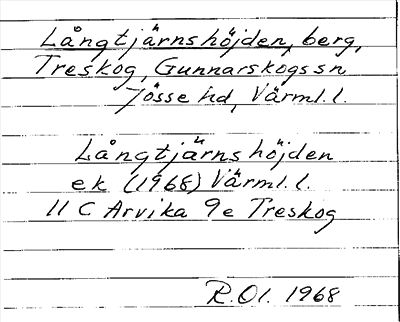 Långtjärnshöjden, berg,
Treskog, Gunnarskogs sn
Jösse hd, Värml. l.
Långtjärnshöjden
ek (1968) Värml. l.
11 C Arvika 9e Treskog
R. Ol. 1968